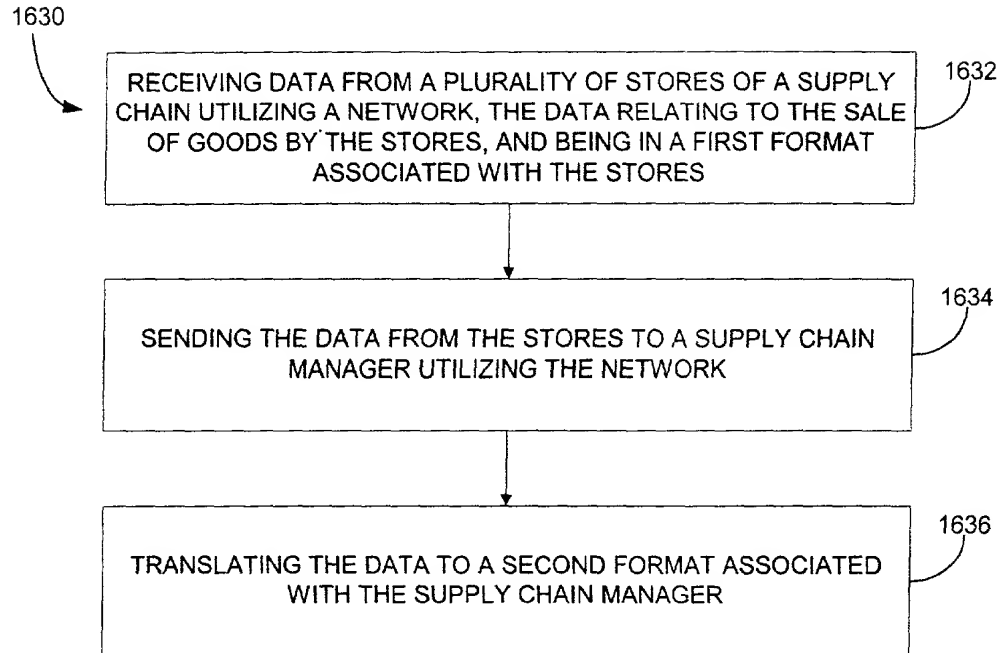 1630
RECEIVING DATA FROM A PLURALITY OF STORES OF A SUPPLY
CHAIN UTILIZING A NETWORK, THE DATA RELATING TO THE SALE
OF GOODS BY THE STORES, AND BEING IN A FIRST FORMAT
ASSOCIATED WITH THE STORES
1632
SENDING THE DATA FROM THE STORES TO A SUPPLY CHAIN
MANAGER UTILIZING THE NETWORK
1634
TRANSLATING THE DATA TO A SECOND FORMAT ASSOCIATED
WITH THE SUPPLY CHAIN MANAGER
1636